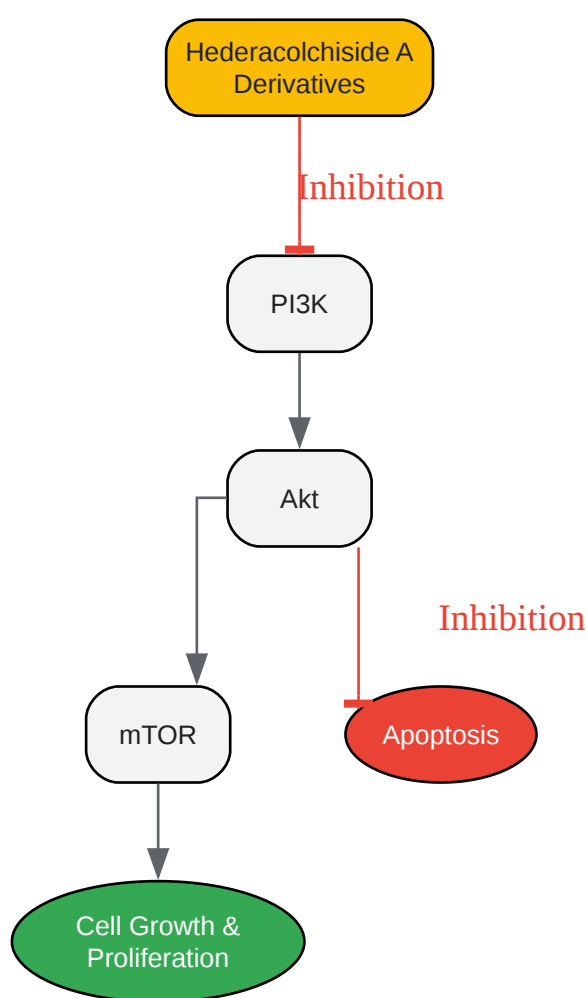 Hederacolchiside A
Derivatives
Inhibition
PI3K
Akt
Inhibition
mTOR
Apoptosis
Cell Growth &
Proliferation